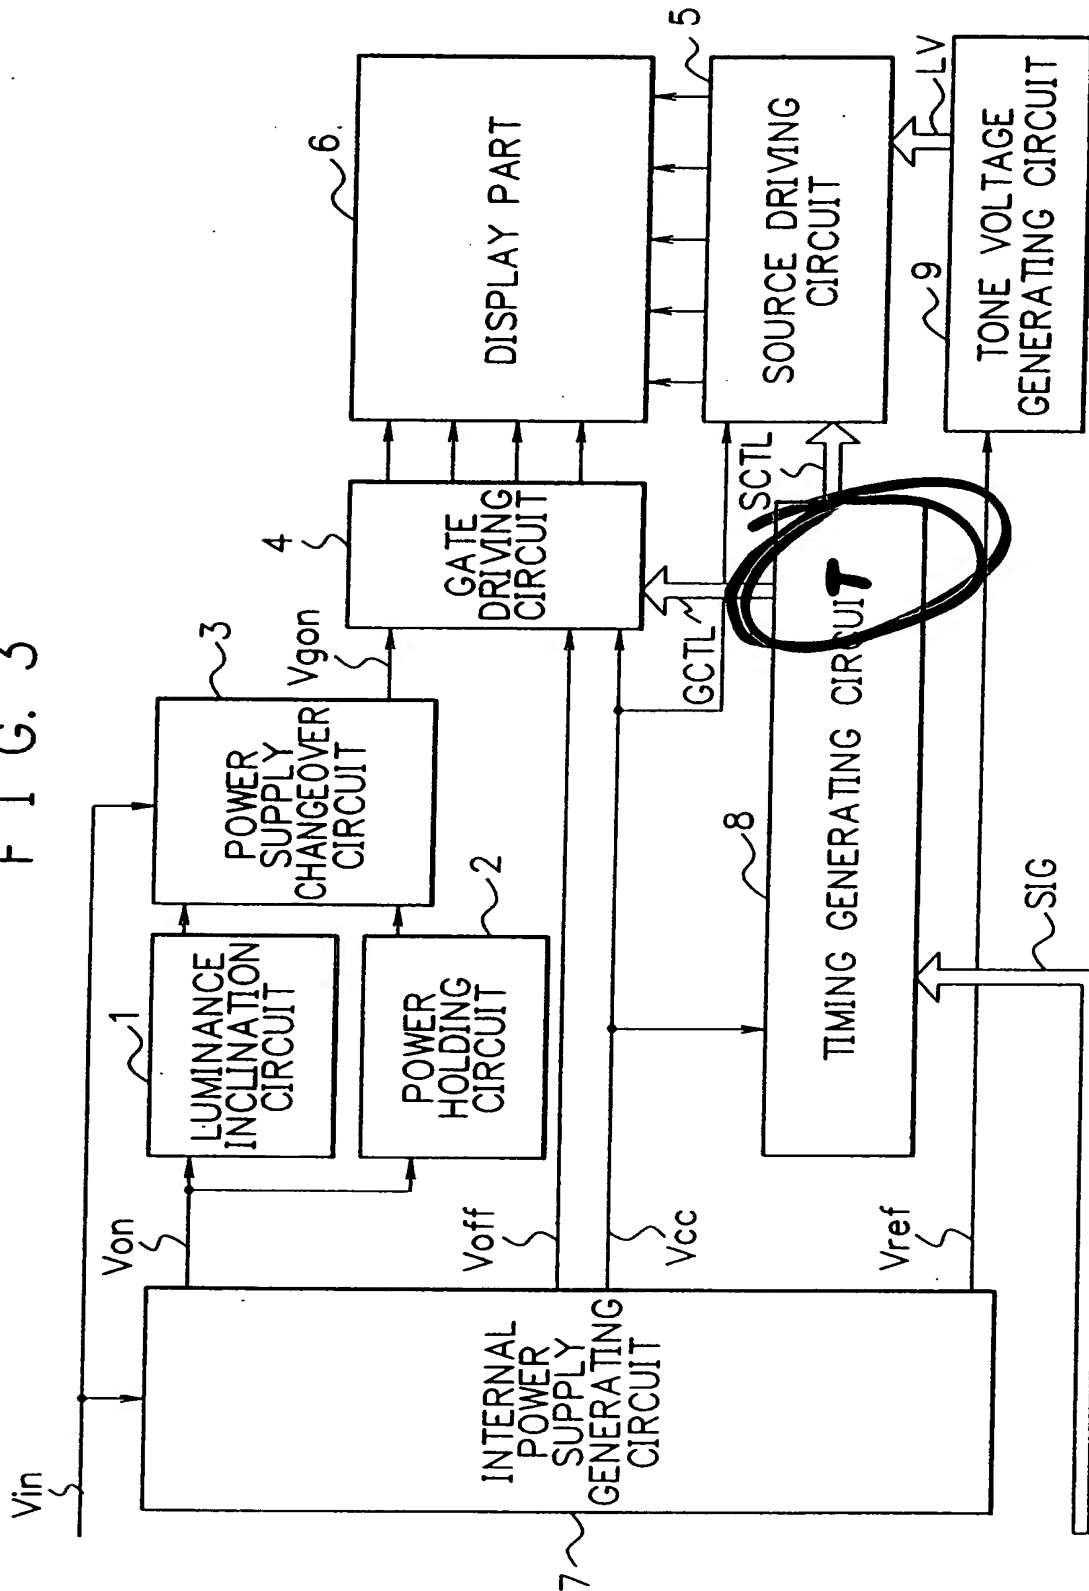 FIG. 3
Vin
7
INTERNAL
POWER
SUPPLY
GENERATING
CIRCUIT
Von
Voff
Vcc
Vref
1
LUMINANCE
INCLINATION
CIRCUIT
2
POWER
HOLDING
CIRCUIT
3
POWER
SUPPLY
CHANGEOVER
CIRCUIT
Vgon
4
GATE
DRIVING
CIRCUIT
6
DISPLAY PART
5
SOURCE DRIVING
CIRCUIT
GCTL
SCTL
8
TIMING GENERATING CIRCUIT
SIG
9
TONE VOLTAGE
GENERATING CIRCUIT
LV